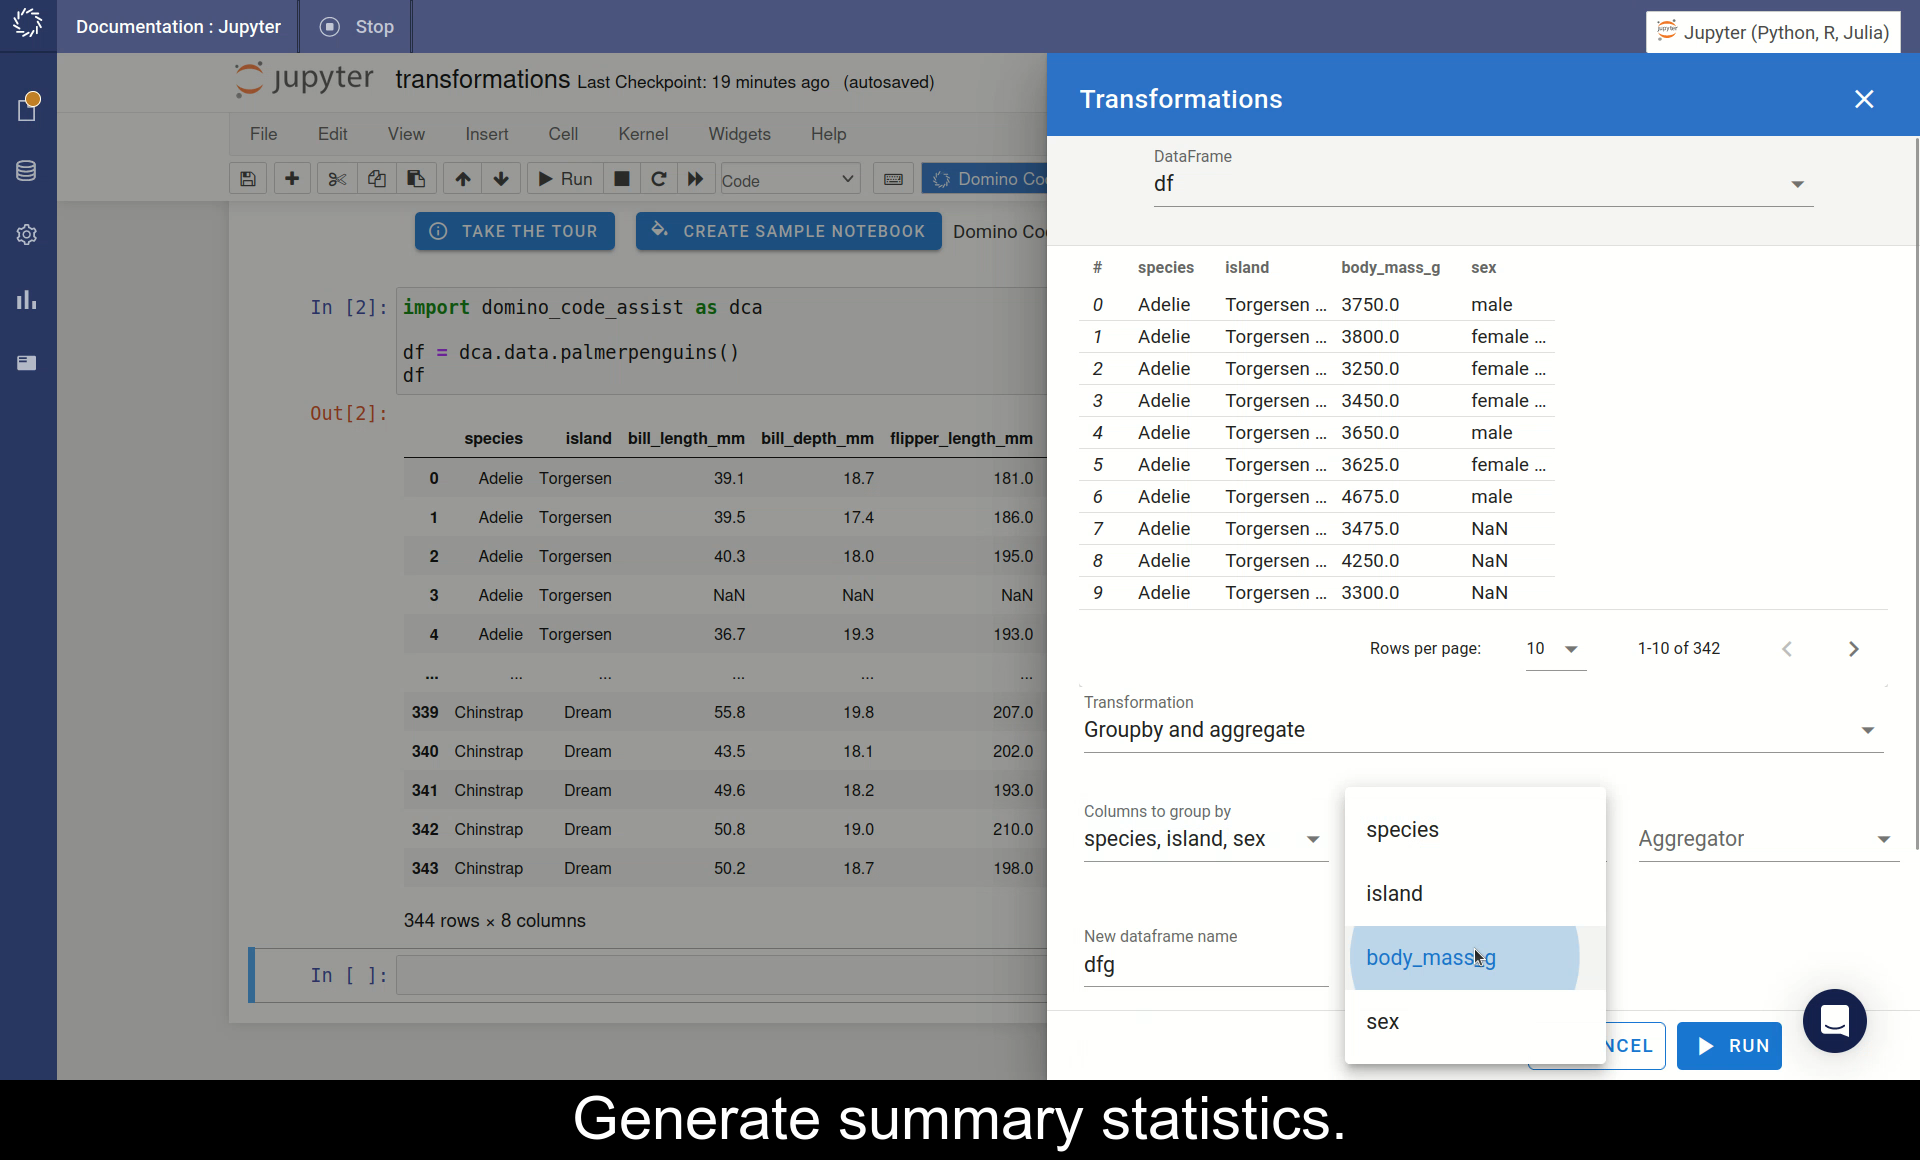 Documentation : Jupyter
Stop
Jupyter (Python, R, Julia)
jupyter transformations Last Checkpoint: 19 minutes ago (autosaved)
File Edit View Insert Cell Kernel Widgets Help
Run Code Domino Co
TAKE THE TOUR CREATE SAMPLE NOTEBOOK Domino Co
In [2]: import domino_code_assist as dca
df = dca.data.palmerpenguins()
df
Out[2]:
species island bill_length_mm bill_depth_mm flipper_length_mm
0 Adelie Torgersen 39.1 18.7 181.0
1 Adelie Torgersen 39.5 17.4 186.0
2 Adelie Torgersen 40.3 18.0 195.0
3 Adelie Torgersen NaN NaN NaN
4 Adelie Torgersen 36.7 19.3 193.0
... ... ... ... ... ...
339 Chinstrap Dream 55.8 19.8 207.0
340 Chinstrap Dream 43.5 18.1 202.0
341 Chinstrap Dream 49.6 18.2 193.0
342 Chinstrap Dream 50.8 19.0 210.0
343 Chinstrap Dream 50.2 18.7 198.0
344 rows × 8 columns
In [ ]:
Transformations
DataFrame
df
# species island body_mass_g sex
0 Adelie Torgersen ... 3750.0 male
1 Adelie Torgersen ... 3800.0 female ...
2 Adelie Torgersen ... 3250.0 female ...
3 Adelie Torgersen ... 3450.0 female ...
4 Adelie Torgersen ... 3650.0 male
5 Adelie Torgersen ... 3625.0 female ...
6 Adelie Torgersen ... 4675.0 male
7 Adelie Torgersen ... 3475.0 NaN
8 Adelie Torgersen ... 4250.0 NaN
9 Adelie Torgersen ... 3300.0 NaN
Rows per page: 10 1-10 of 342
Transformation
Groupby and aggregate
Columns to group by
species, island, sex
Aggregator
species
island
body_mass_g
sex
New dataframe name
dfg
NCEL
RUN
Generate summary statistics.